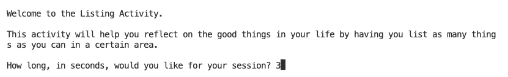 Welcome to the Listing Activity.
This activity will help you reflect on the good things in your life by having you list as many thing
s as you can in a certain area.
How long, in seconds, would you like for your session? 3